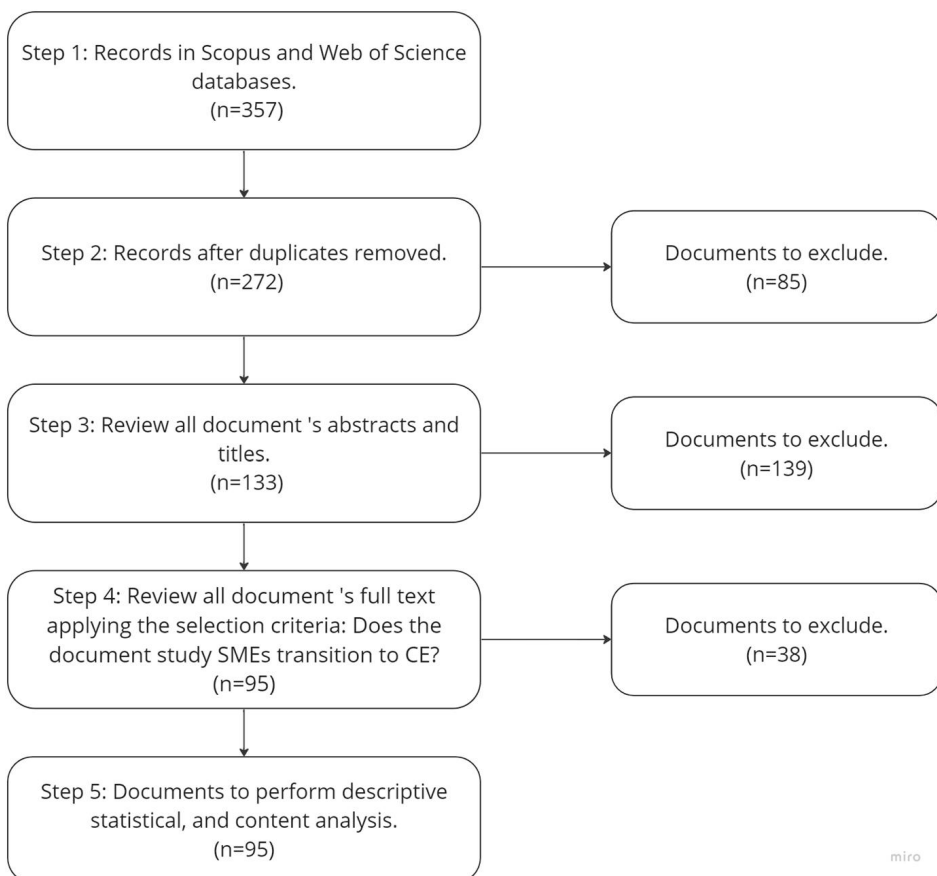 Step 1: Records in Scopus and Web of Science
databases.
(n=357)
Step 2: Records after duplicates removed.
(n=272)
Documents to exclude.
(n=85)
Step 3: Review all document 's abstracts and
titles.
(n=133)
Documents to exclude.
(n=139)
Step 4: Review all document 's full text
applying the selection criteria: Does the
document study SMEs transition to CE?
(n=95)
Documents to exclude.
(n=38)
Step 5: Documents to perform descriptive
statistical, and content analysis.
(n=95)
miro